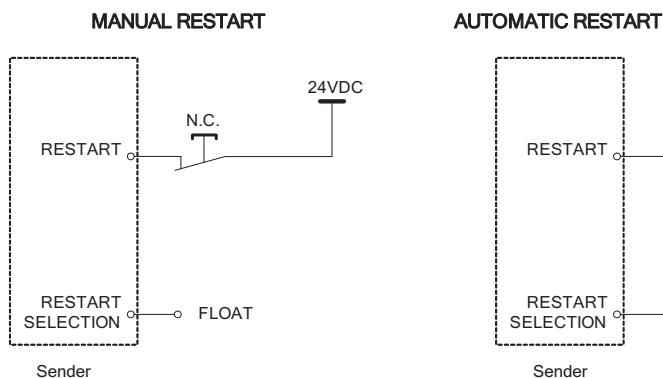 MANUAL RESTART
24VDC
N.C.
RESTART
RESTART
SELECTION
FLOAT
Sender
AUTOMATIC RESTART
RESTART
RESTART
SELECTION
Sender